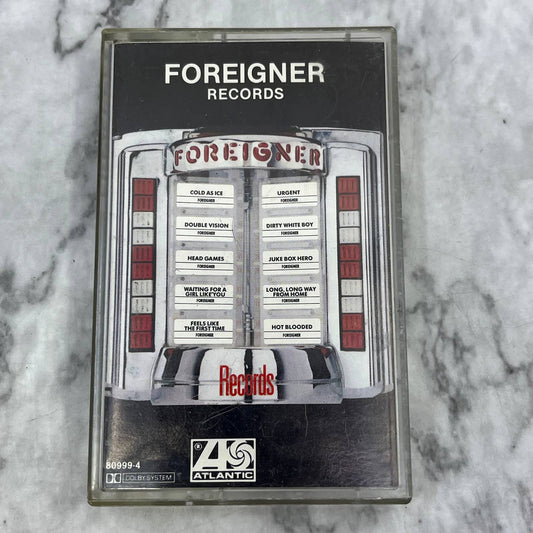 FOREIGNER
RECORDS
FOREIGNER
COLD AS ICE
FOREIGNER
DOUBLE VISION
FOREIGNER
HEAD GAMES
FOREIGNER
WAITING FOR A
GIRL LIKE YOU
FOREIGNER
FEELS LIKE
THE FIRST TIME
FOREIGNER
URGENT
FOREIGNER
DIRTY WHITE BOY
FOREIGNER
JUKE BOX HERO
FOREIGNER
LONG, LONG WAY
FROM HOME
FOREIGNER
HOT BLOODED
FOREIGNER
Records
80999-4
DOLBY SYSTEM
ATLANTIC